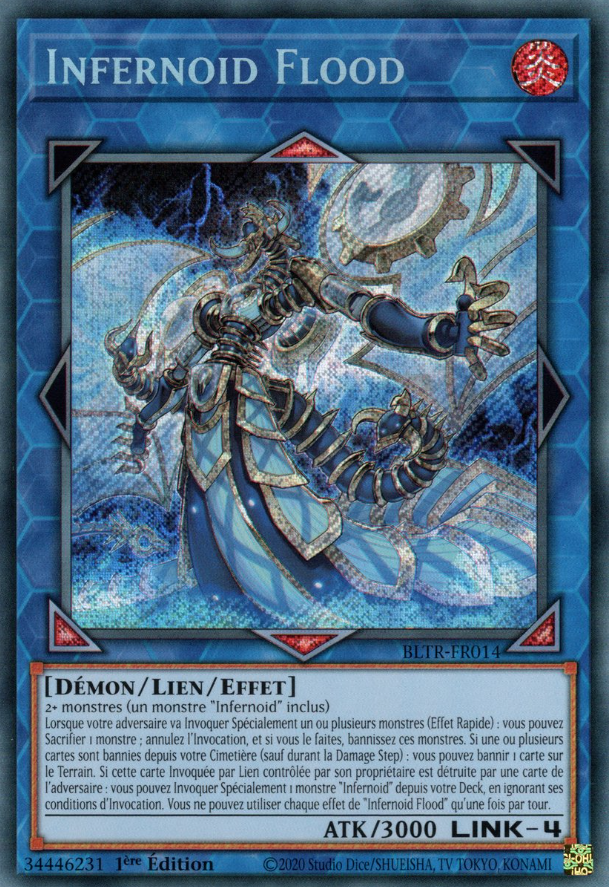 Infernoid Flood
炎
BLTR-FR014
[Démon/Lien/Effet]
2+ monstres (un monstre "Infernoid" inclus)
Lorsque votre adversaire va Invoquer Spécialement un ou plusieurs monstres (Effet Rapide) : vous pouvez
Sacrifier 1 monstre ; annulez l'Invocation, et si vous le faites, bannissez ces monstres. Si une ou plusieurs
cartes sont bannies depuis votre Cimetière (sauf durant la Damage Step) : vous pouvez bannir 1 carte sur
le Terrain. Si cette carte Invoquée par Lien contrôlée par son propriétaire est détruite par une carte de
l'adversaire : vous pouvez Invoquer Spécialement 1 monstre "Infernoid" depuis votre Deck, en ignorant ses
conditions d'Invocation. Vous ne pouvez utiliser chaque effet de "Infernoid Flood" qu'une fois par tour.
ATK/3000 LINK-4
34446231 1ère Édition ©2020 Studio Dice/SHUEISHA, TV TOKYO, KONAMI